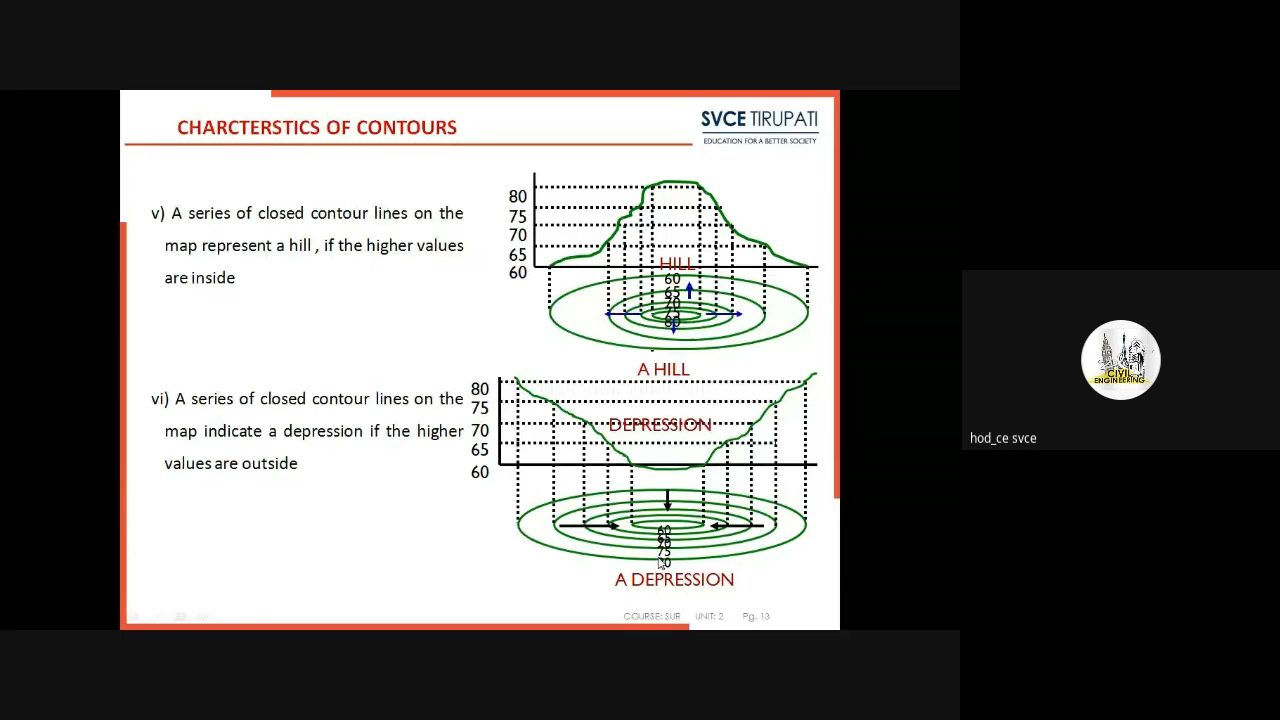 CHARCTERSTICS OF CONTOURS
SVCE TIRUPATI
EDUCATION FOR A BETTER SOCIETY
v) A series of closed contour lines on the
map represent a hill , if the higher values
are inside
80
75
70
65
60
HILL
60
65
70
75
80
A HILL
vi) A series of closed contour lines on the
map indicate a depression if the higher
values are outside
80
75
70
65
60
DEPRESSION
60
65
70
75
A DEPRESSION
COURSE: SUR UNIT: 2 Pg. 13
CIVIL
ENGINEERING
hod_ce svce